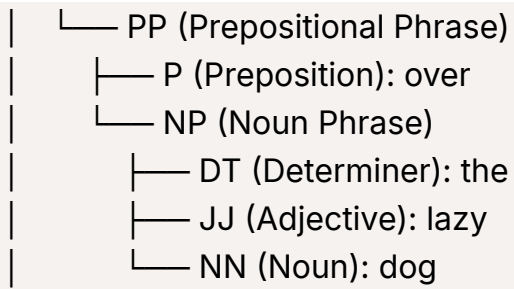 │   └── PP (Prepositional Phrase)
│       ├── P (Preposition): over
│       └── NP (Noun Phrase)
│           ├── DT (Determiner): the
│           ├── JJ (Adjective): lazy
│           └── NN (Noun): dog